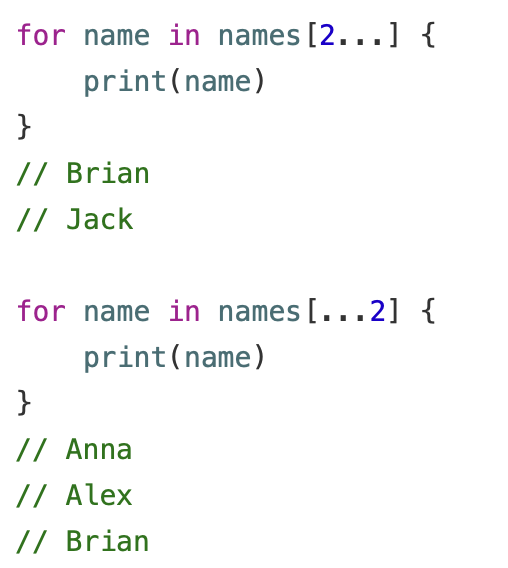 for name in names[2...] {
    print(name)
}
// Brian
// Jack

for name in names[...2] {
    print(name)
}
// Anna
// Alex
// Brian